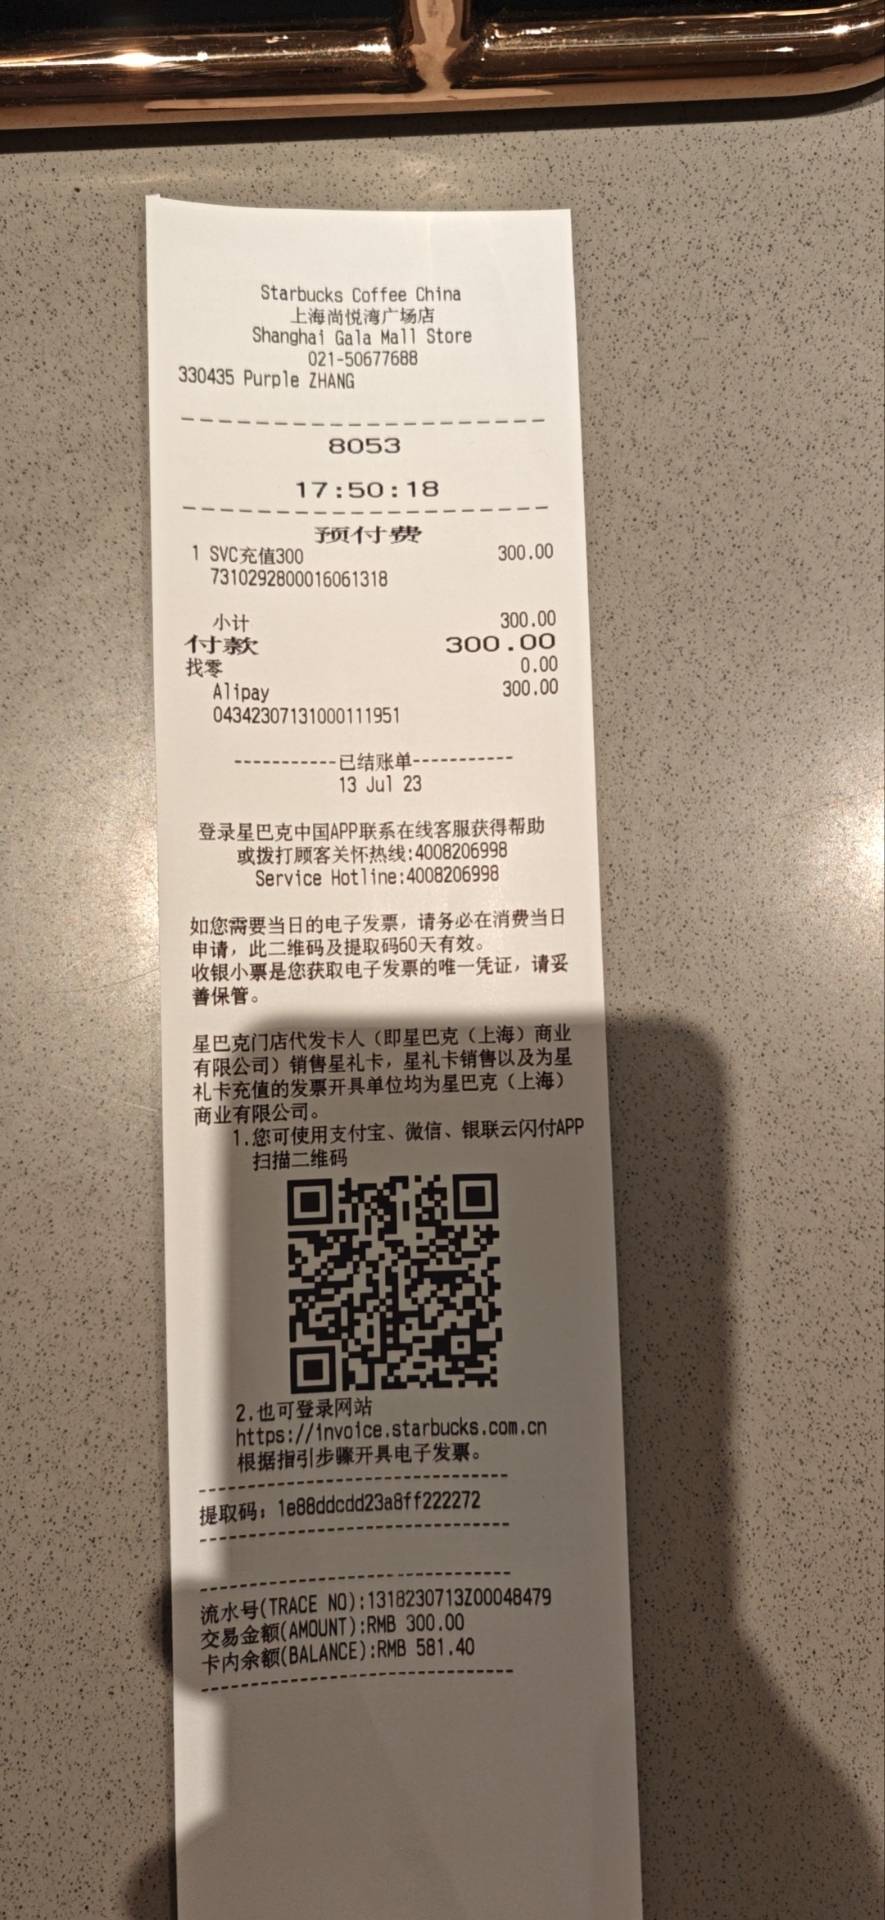 Starbucks Coffee China
上海尚悦湾广场店
Shanghai Gala Mall Store
021-50677688
330435 Purple ZHANG
8053
17:50:18
预付费
1 SVC充值300 300.00
7310292800016061318
小计 300.00
付款 300.00
找零 0.00
Alipay 300.00
04342307131000111951
-----------已结账单-----------
13 Jul 23
登录星巴克中国APP联系在线客服获得帮助
或拨打顾客关怀热线:4008206998
Service Hotline:4008206998
如您需要当日的电子发票，请务必在消费当日
申请，此二维码及提取码60天有效。
收银小票是您获取电子发票的唯一凭证，请妥
善保管。
星巴克门店代发卡人（即星巴克（上海）商业
有限公司）销售星礼卡，星礼卡销售以及为星
礼卡充值的发票开具单位均为星巴克（上海）
商业有限公司。
1.您可使用支付宝、微信、银联云闪付APP
扫描二维码
2.也可登录网站
https://invoice.starbucks.com.cn
根据指引步骤开具电子发票。
提取码：1e88ddcdd23a8ff222272
流水号(TRACE NO):1318230713Z00048479
交易金额(AMOUNT):RMB 300.00
卡内余额(BALANCE):RMB 581.40